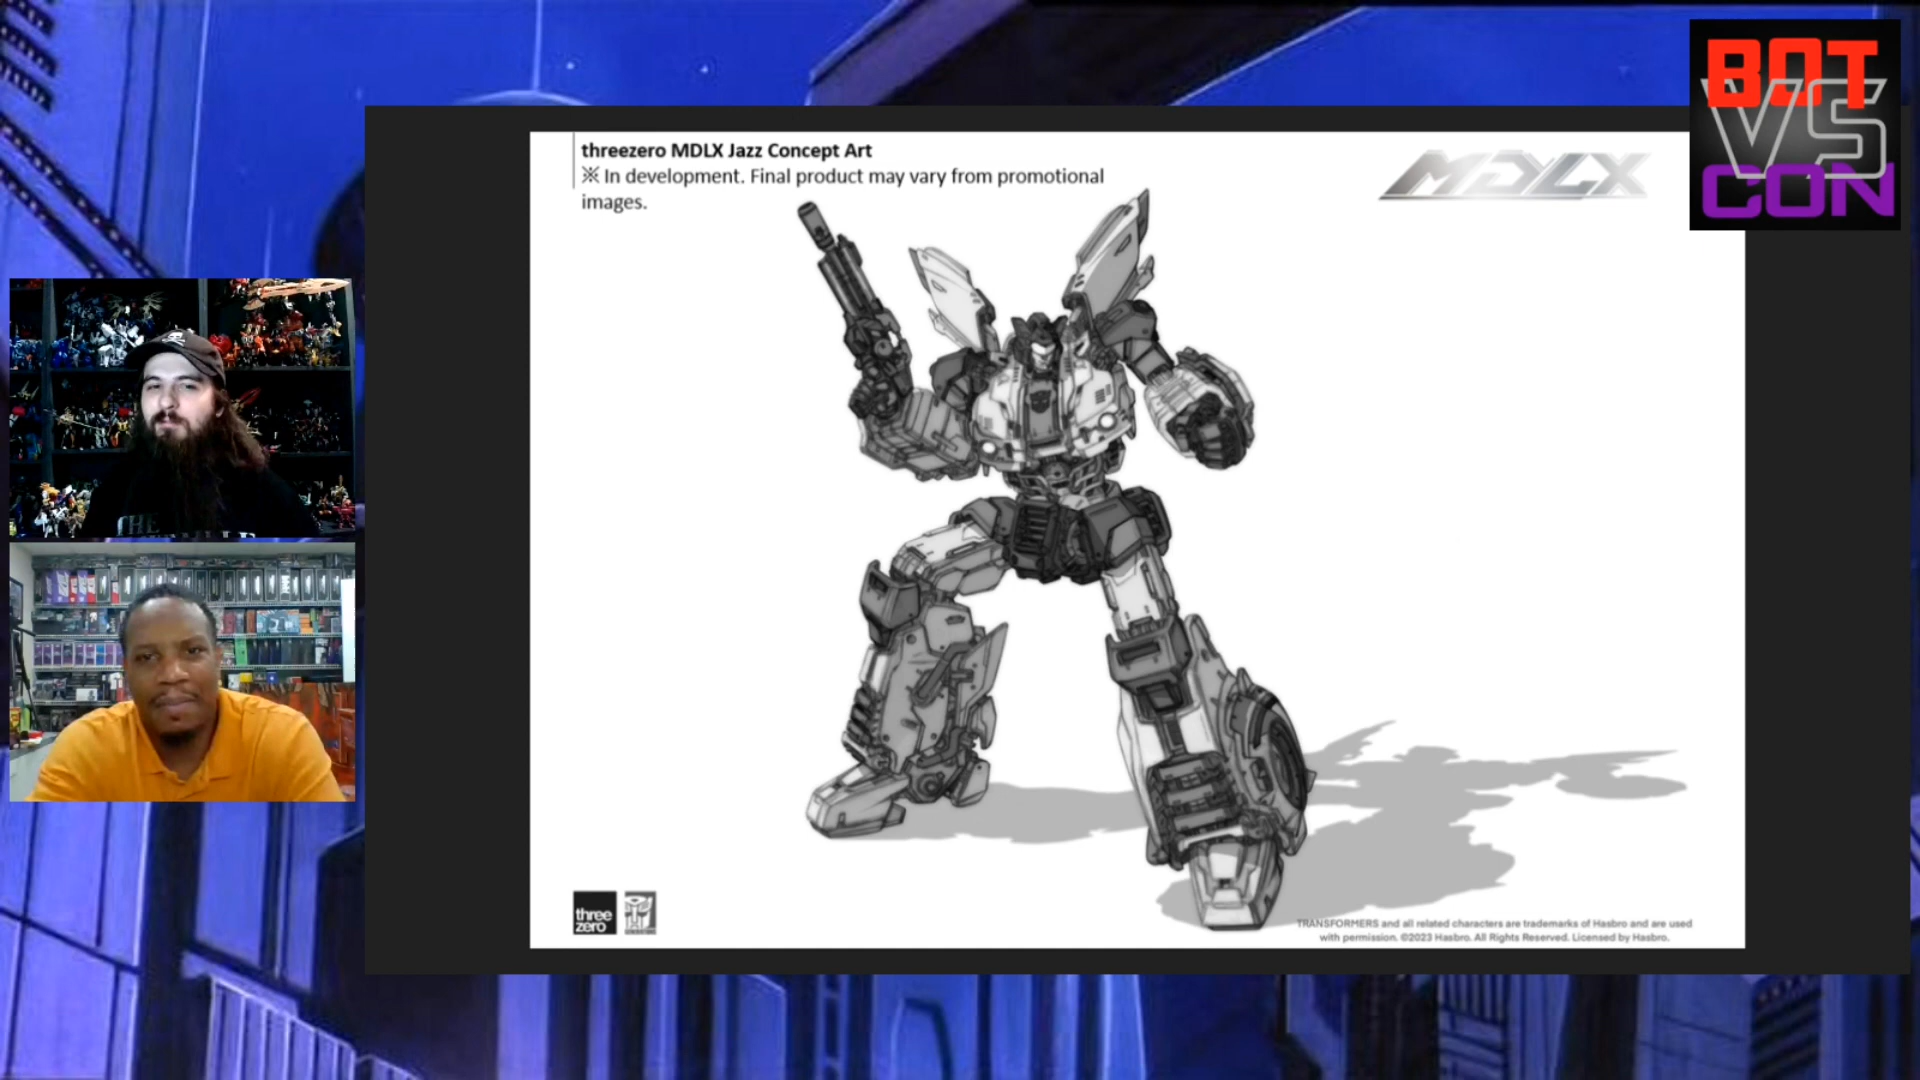 BOT
VS
CON
threezero MDLX Jazz Concept Art
※ In development. Final product may vary from promotional
images.
MDLX
THE
three
zero
TRANSFORMERS and all related characters are trademarks of Hasbro and are used
with permission. ©2023 Hasbro. All Rights Reserved. Licensed by Hasbro.